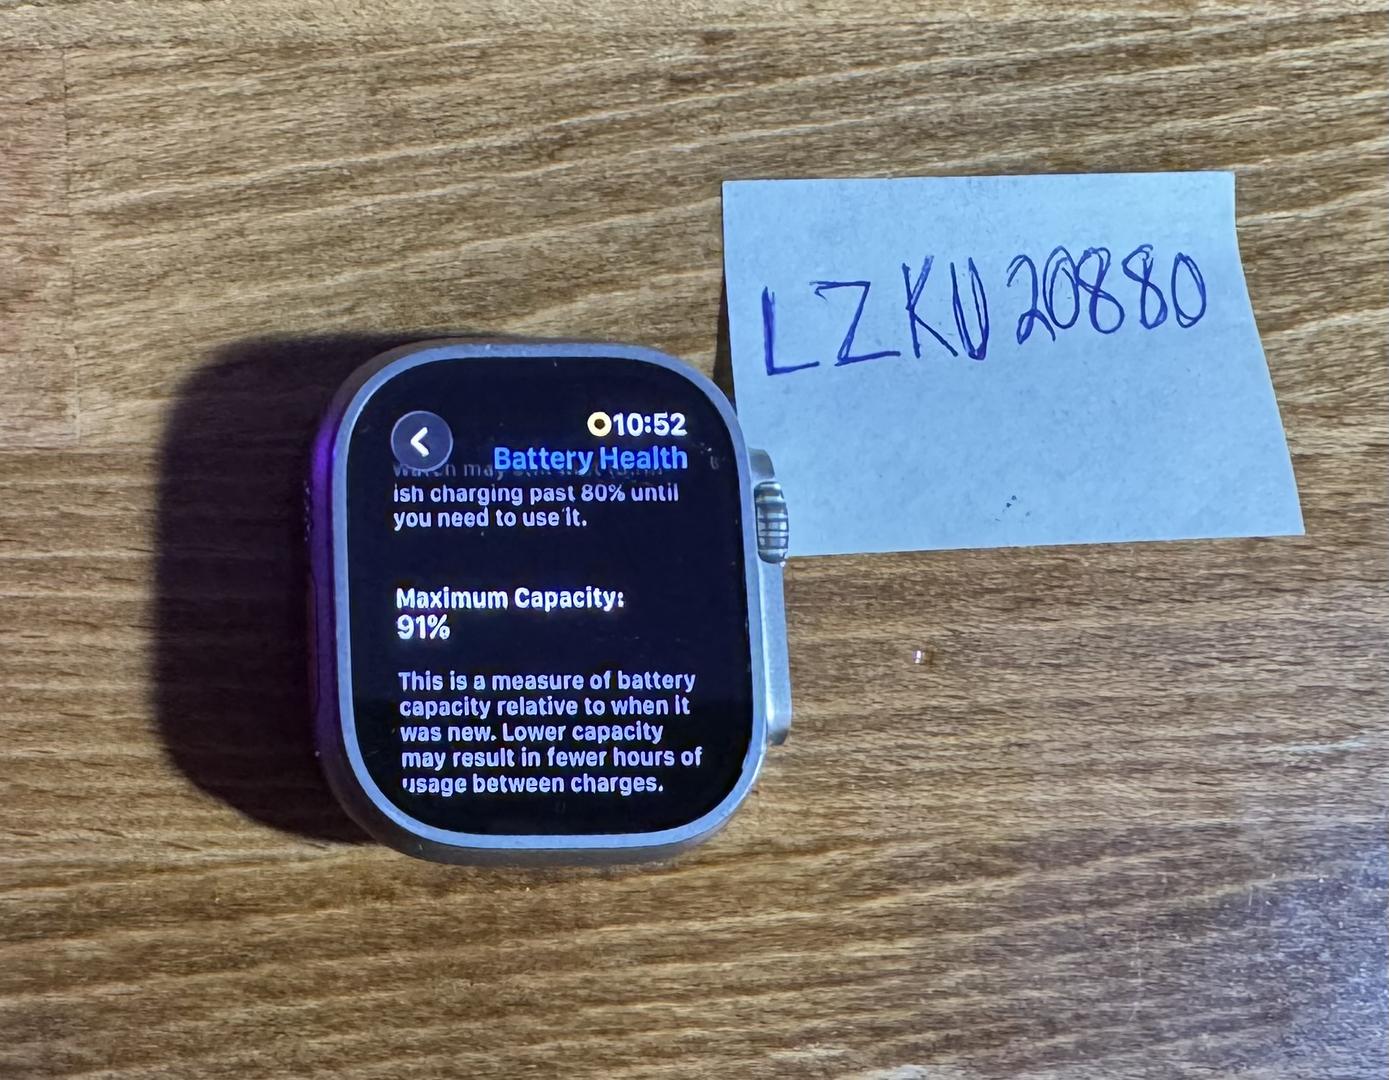 10:52
Battery Health
ish charging past 80% until
you need to use it.
Maximum Capacity:
91%
This is a measure of battery
capacity relative to when it
was new. Lower capacity
may result in fewer hours of
usage between charges.
LZKU20880